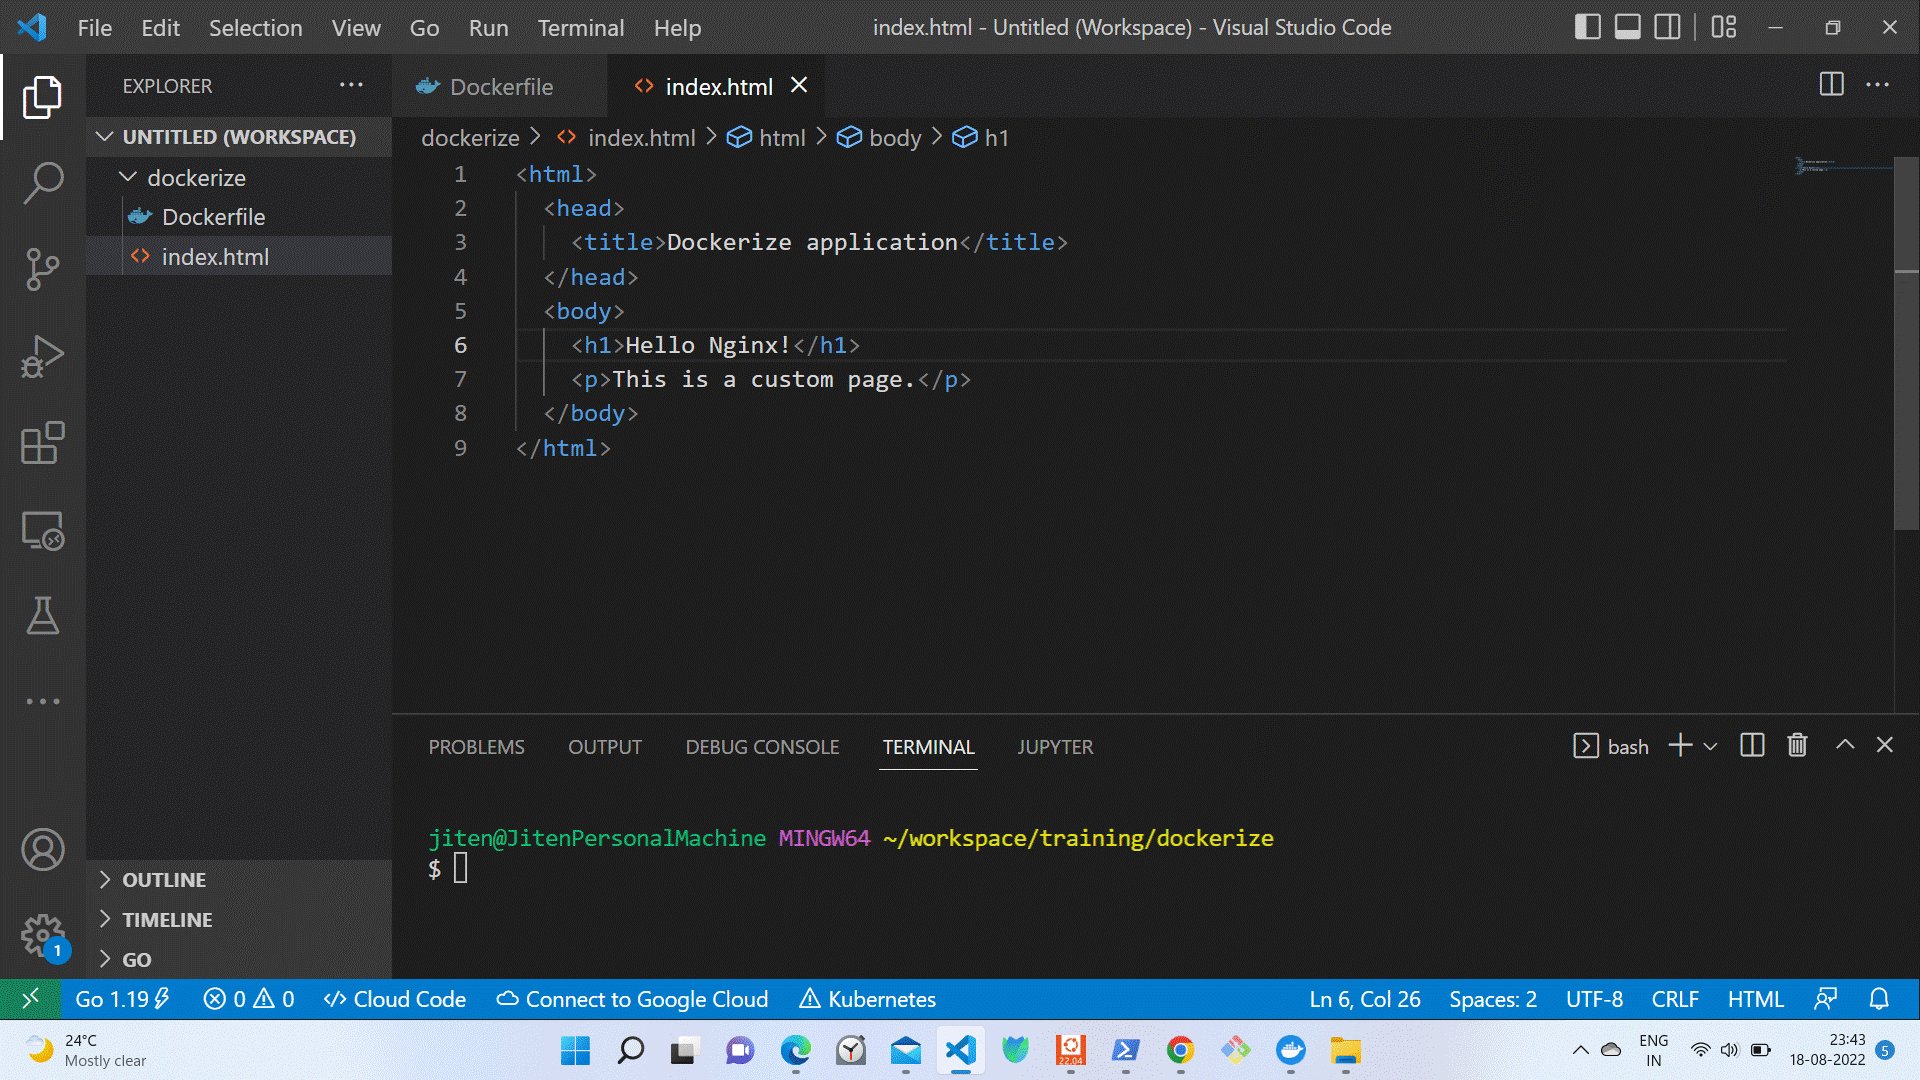 File Edit Selection View Go Run Terminal Help
index.html - Untitled (Workspace) - Visual Studio Code
EXPLORER
UNTITLED (WORKSPACE)
dockerize
Dockerfile
index.html
OUTLINE
TIMELINE
GO
1
Dockerfile index.html
dockerize index.html html body h1
1 <html>
2 <head>
3 <title>Dockerize application</title>
4 </head>
5 <body>
6 <h1>Hello Nginx!</h1>
7 <p>This is a custom page.</p>
8 </body>
9 </html>
PROBLEMS OUTPUT DEBUG CONSOLE TERMINAL JUPYTER
bash
jiten@JitenPersonalMachine MINGW64 ~/workspace/training/dockerize
$
Go 1.19 0 0 </> Cloud Code Connect to Google Cloud Kubernetes
Ln 6, Col 26 Spaces: 2 UTF-8 CRLF HTML
24°C
Mostly clear
22.04
ENG
IN
23:43
18-08-2022
5